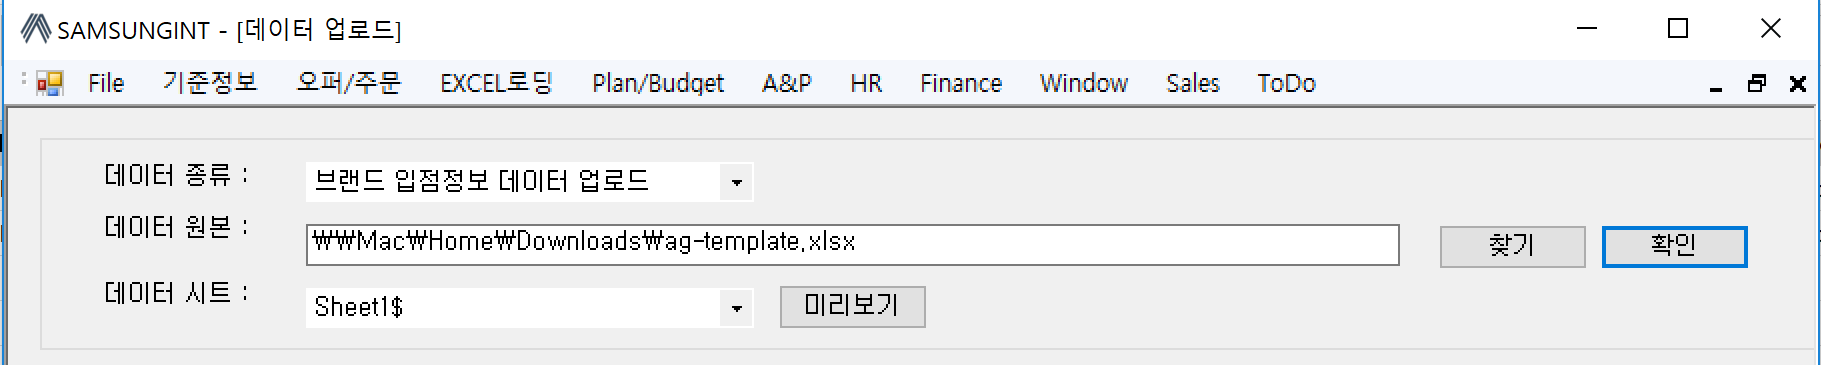 SAMSUNGINT - [데이터 업로드]
File 기준정보 오퍼/주문 EXCEL로딩 Plan/Budget A&P HR Finance Window Sales ToDo
데이터 종류 : 브랜드 입점정보 데이터 업로드
데이터 원본 : ₩₩Mac₩Home₩Downloads₩ag-template.xlsx 찾기 확인
데이터 시트 : Sheet1$ 미리보기